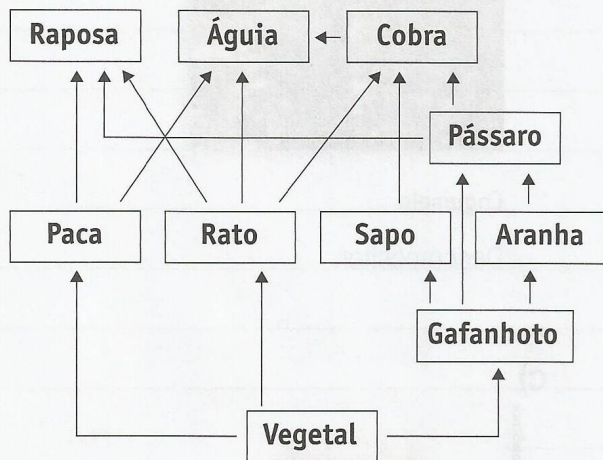 Raposa
Águia
Cobra
Pássaro
Paca
Rato
Sapo
Aranha
Gafanhoto
Vegetal